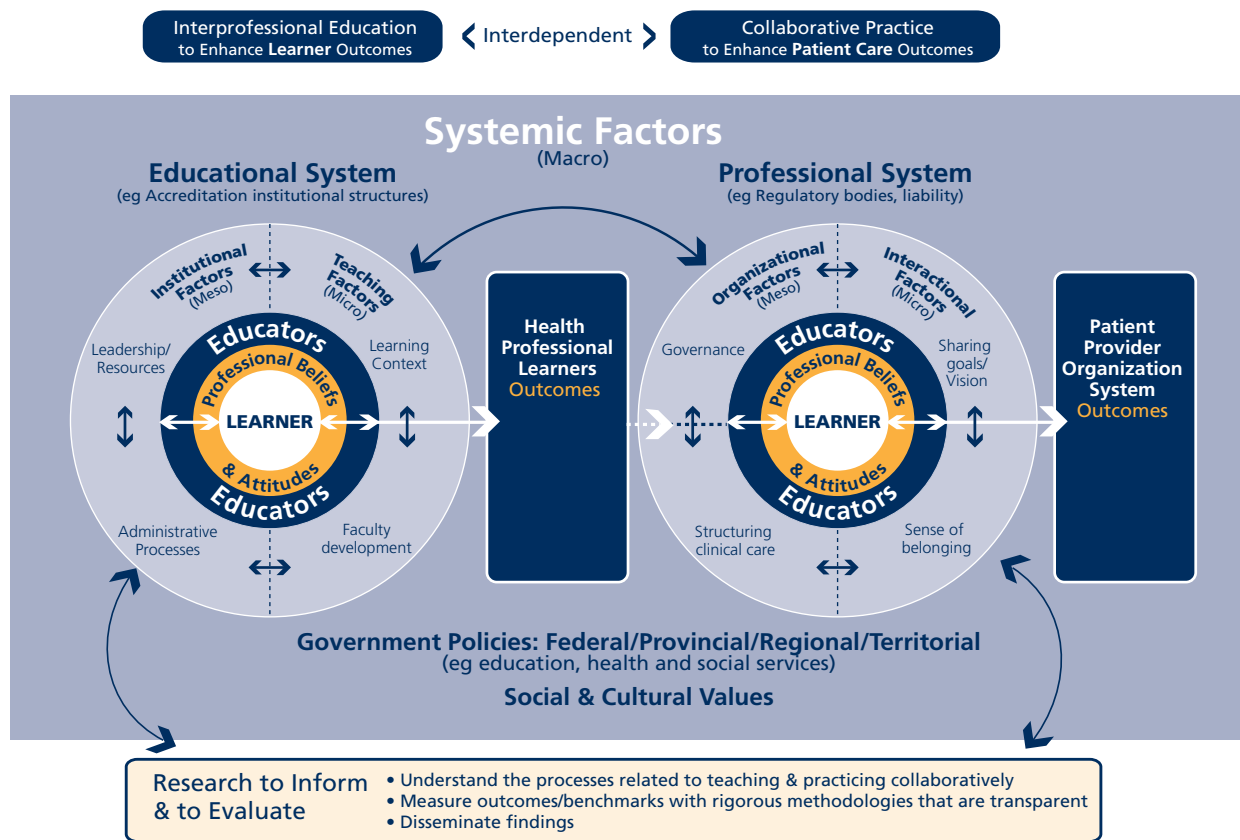 Interprofessional Education
to Enhance Learner Outcomes
Interdependent
Collaborative Practice
to Enhance Patient Care Outcomes
Systemic Factors
(Macro)
Educational System
(eg Accreditation institutional structures)
Professional System
(eg Regulatory bodies, liability)
Institutional
Factors
(Meso)
Teaching
Factors
(Micro)
Leadership/
Resources
Learning
Context
Educators
Professional Beliefs
LEARNER
& Attitudes
Educators
Administrative
Processes
Faculty
development
Health
Professional
Learners
Outcomes
Organizational
Factors
(Meso)
Interactional
Factors
(Micro)
Governance
Sharing
goals/
Vision
Educators
Professional Beliefs
LEARNER
& Attitudes
Educators
Structuring
clinical care
Sense of
belonging
Patient
Provider
Organization
System
Outcomes
Government Policies: Federal/Provincial/Regional/Territorial
(eg education, health and social services)
Social & Cultural Values
Research to Inform
& to Evaluate
• Understand the processes related to teaching & practicing collaboratively
• Measure outcomes/benchmarks with rigorous methodologies that are transparent
• Disseminate findings